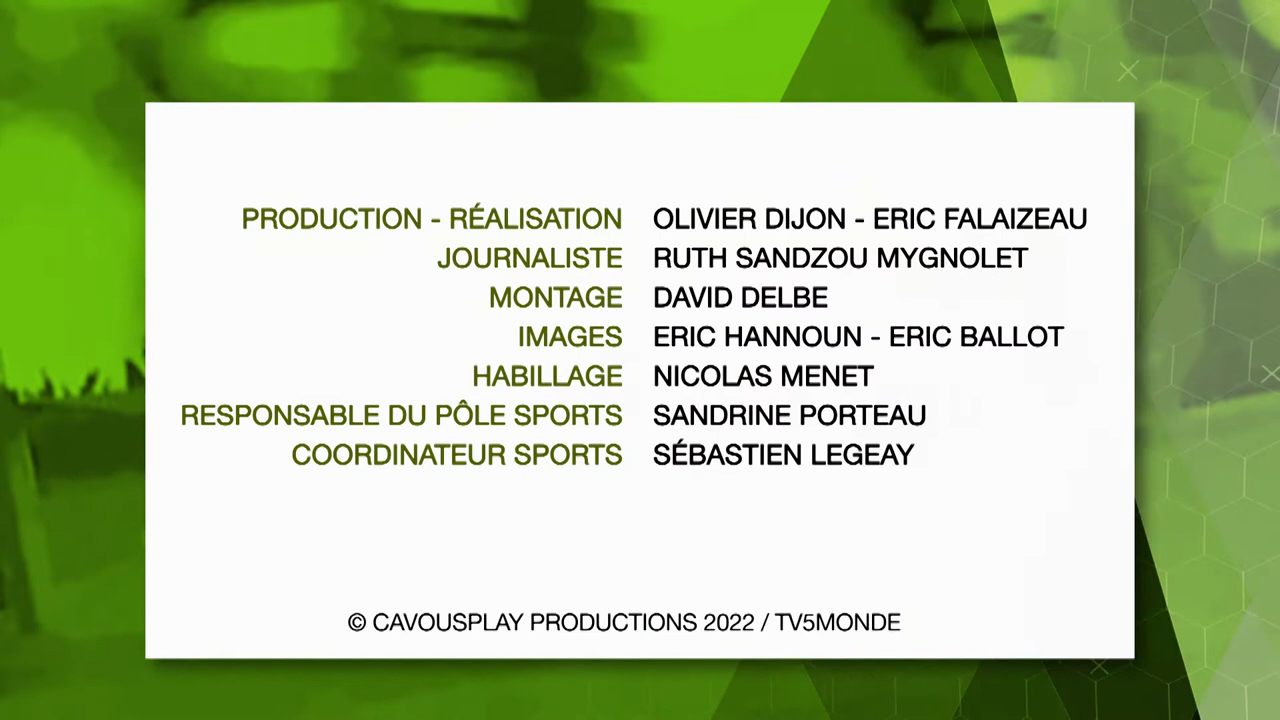 PRODUCTION - RÉALISATION OLIVIER DIJON - ERIC FALAIZEAU
JOURNALISTE RUTH SANDZOU MYGNOLET
MONTAGE DAVID DELBE
IMAGES ERIC HANNOUN - ERIC BALLOT
HABILLAGE NICOLAS MENET
RESPONSABLE DU PÔLE SPORTS SANDRINE PORTEAU
COORDINATEUR SPORTS SÉBASTIEN LEGEAY
© CAVOUSPLAY PRODUCTIONS 2022 / TV5MONDE